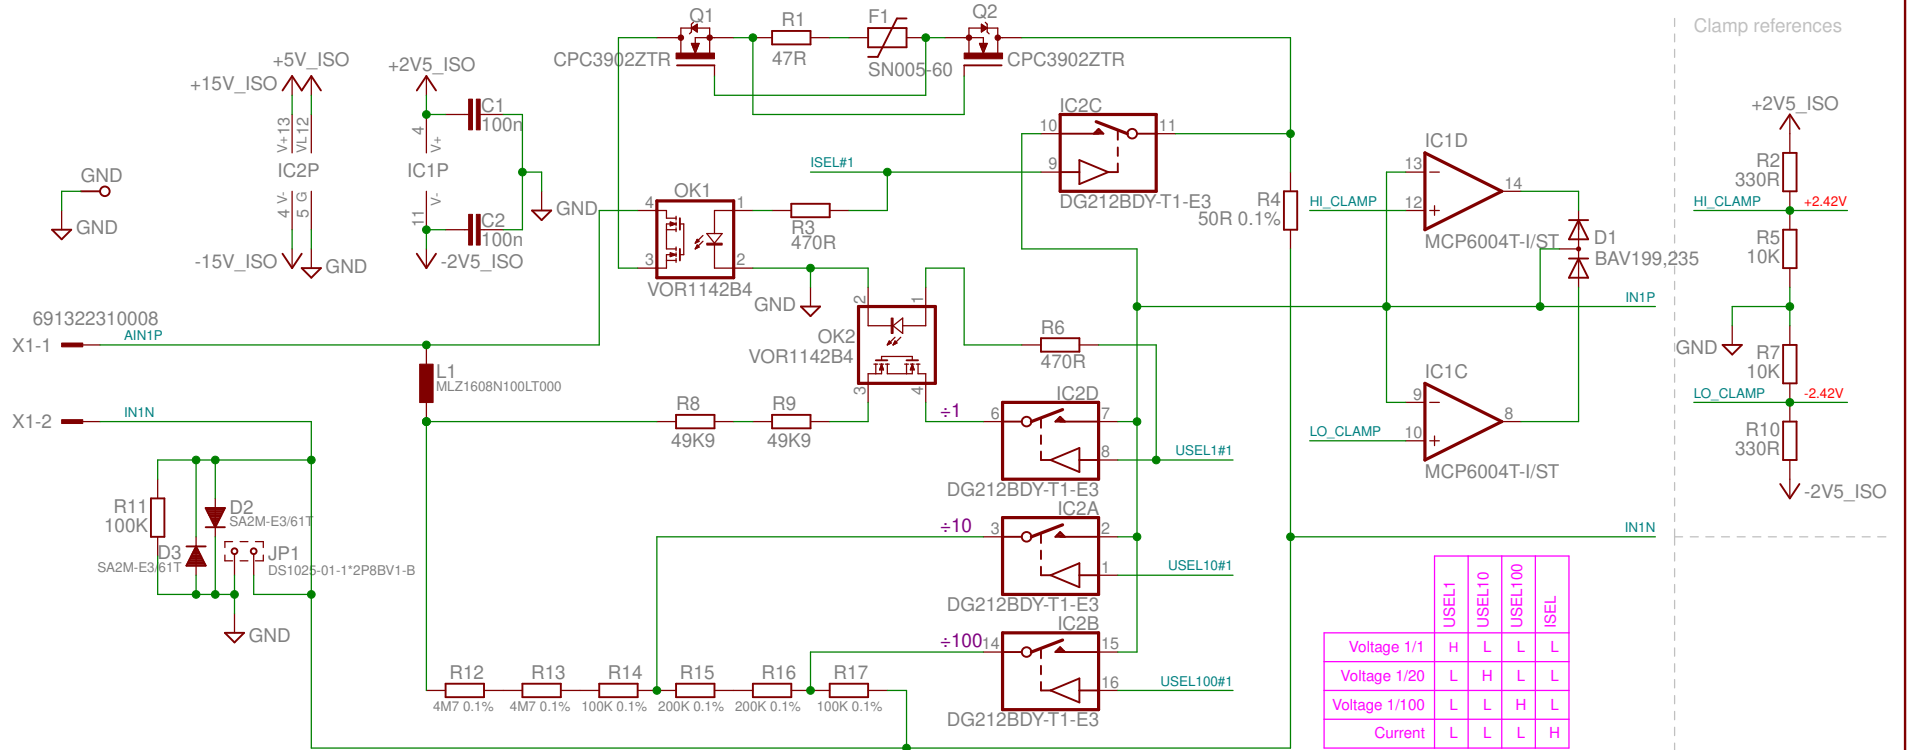 Q1
R1
F1
Q2
Clamp references
CPC3902ZTR
47R
SN005-60
CPC3902ZTR
+5V_ISO
+15V_ISO
+2V5_ISO
C1
100n
V+ 13
VL 12
4
V+
IC2P
IC1P
4 V-
5 G
11
V-
C2
100n
-15V_ISO
GND
-2V5_ISO
GND
GND
GND
ISEL#1
IC2C
10
11
9
DG212BDY-T1-E3
OK1
4
1
3
2
VOR1142B4
R3
470R
GND
R4
50R 0.1%
HI_CLAMP
IC1D
13
12
14
MCP6004T-I/ST
D1
BAV199,235
+2V5_ISO
R2
330R
HI_CLAMP
+2.42V
R5
10K
GND
R7
10K
LO_CLAMP
-2.42V
R10
330R
-2V5_ISO
691322310008
X1-1
AIN1P
L1
MLZ1608N100LT000
X1-2
IN1N
2
1
OK2
VOR1142B4
3
4
R6
470R
IN1P
IC1C
9
10
8
LO_CLAMP
MCP6004T-I/ST
R8
49K9
R9
49K9
÷1
IC2D
6
7
8
USEL1#1
DG212BDY-T1-E3
R11
100K
D2
SA2M-E3/61T
D3
SA2M-E3/61T
JP1
DS1025-01-1*2P8BV1-B
GND
÷10
IC2A
3
2
1
USEL10#1
DG212BDY-T1-E3
IN1N
÷100
IC2B
14
15
16
USEL100#1
DG212BDY-T1-E3
R12
R13
R14
R15
R16
R17
4M7 0.1%
4M7 0.1%
100K 0.1%
200K 0.1%
200K 0.1%
100K 0.1%
USEL1
USEL10
USEL100
ISEL
Voltage 1/1 H L L L
Voltage 1/20 L H L L
Voltage 1/100 L L H L
Current L L L H